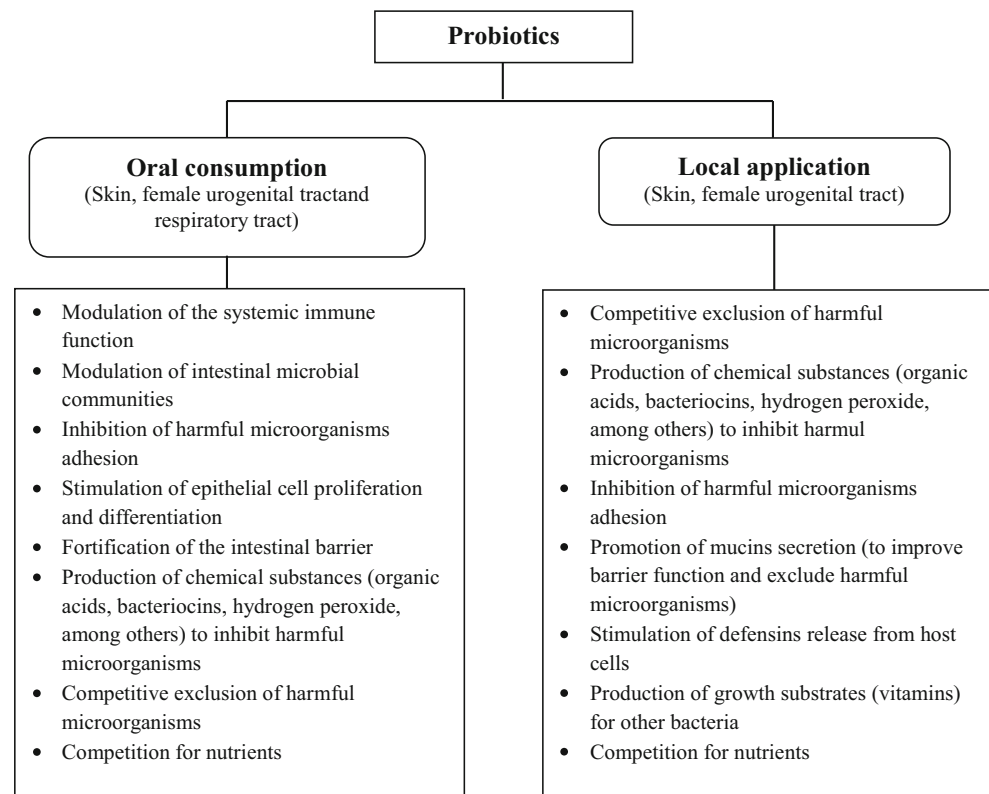 Probiotics
Oral consumption
(Skin, female urogenital tractand
respiratory tract)
• Modulation of the systemic immune
function
• Modulation of intestinal microbial
communities
• Inhibition of harmful microorganisms
adhesion
• Stimulation of epithelial cell proliferation
and differentiation
• Fortification of the intestinal barrier
• Production of chemical substances (organic
acids, bacteriocins, hydrogen peroxide,
among others) to inhibit harmful
microorganisms
• Competitive exclusion of harmful
microorganisms
• Competition for nutrients
Local application
(Skin, female urogenital tract)
• Competitive exclusion of harmful
microorganisms
• Production of chemical substances (organic
acids, bacteriocins, hydrogen peroxide,
among others) to inhibit harmul
microorganisms
• Inhibition of harmful microorganisms
adhesion
• Promotion of mucins secretion (to improve
barrier function and exclude harmful
microorganisms)
• Stimulation of defensins release from host
cells
• Production of growth substrates (vitamins)
for other bacteria
• Competition for nutrients